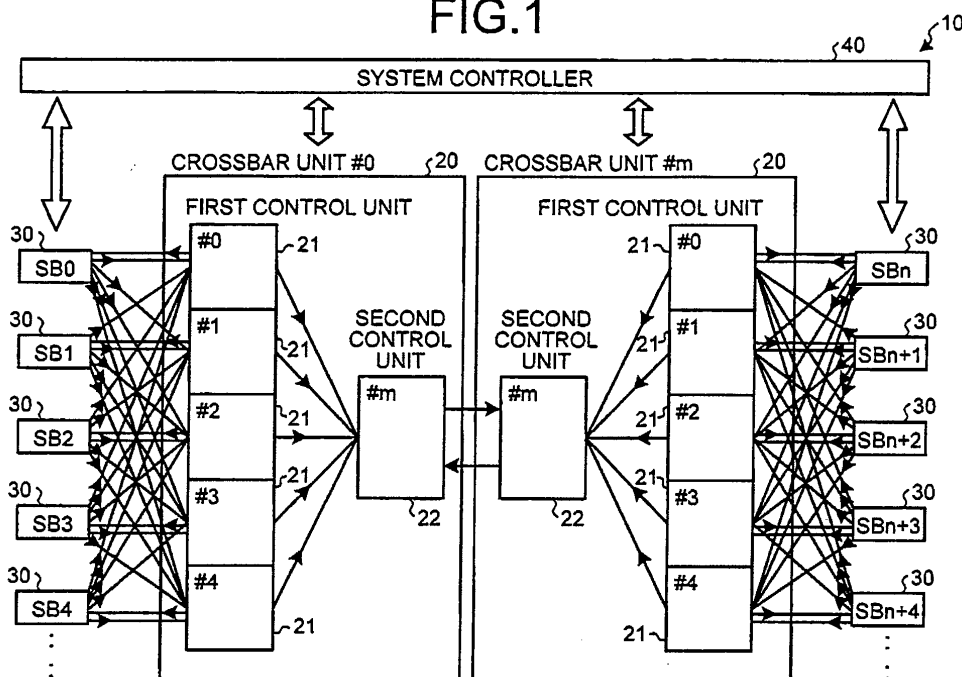 FIG.1
10
40
SYSTEM CONTROLLER
CROSSBAR UNIT #0
20
CROSSBAR UNIT #m
20
FIRST CONTROL UNIT
FIRST CONTROL UNIT
30
SB0
#0
21
21
#0
30
SBn
30
SB1
#1
21
SECOND
CONTROL
UNIT
SECOND
CONTROL
UNIT
21
#1
30
SBn+1
30
SB2
#2
21
#m
#m
21
#2
30
SBn+2
30
SB3
#3
21
22
22
21
#3
30
SBn+3
30
SB4
#4
21
21
#4
30
SBn+4